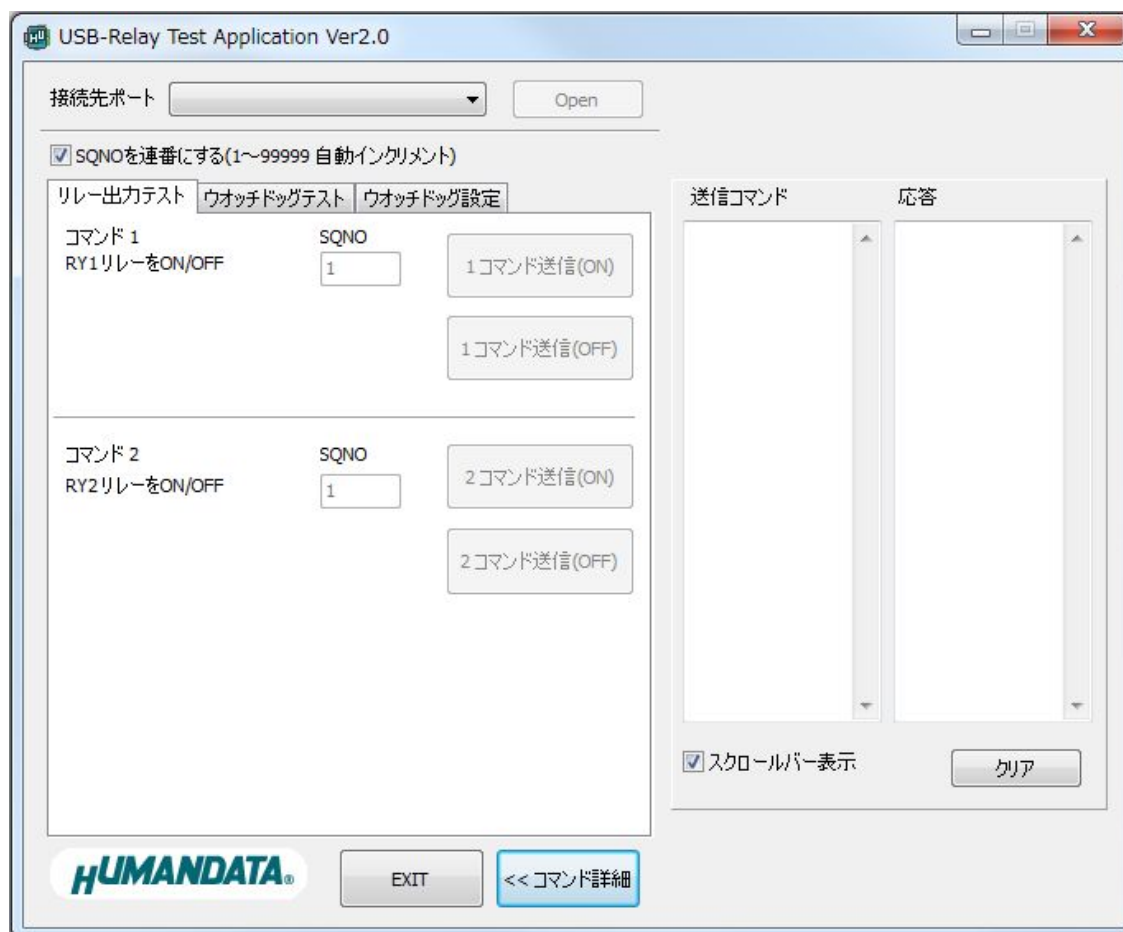 USB-Relay Test Application Ver2.0
接続先ポート
Open
SQNOを連番にする(1～99999 自動インクリメント)
リレー出力テスト ウオッチドッグテスト ウオッチドッグ設定
コマンド 1 SQNO
RY1リレーをON/OFF 1
1コマンド送信(ON)
1コマンド送信(OFF)
コマンド 2 SQNO
RY2リレーをON/OFF 1
2コマンド送信(ON)
2コマンド送信(OFF)
送信コマンド 応答
スクロールバー表示 クリア
HUMANDATA®
EXIT
<<コマンド詳細